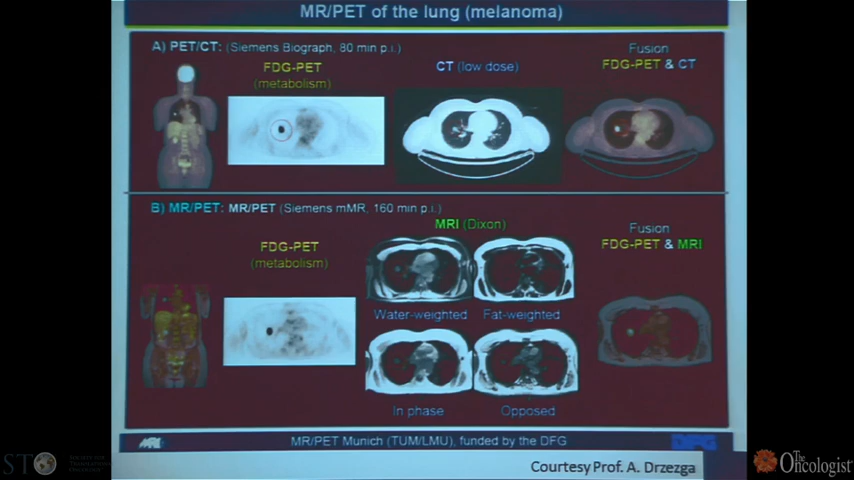 MR/PET of the lung (melanoma)
A) PET/CT: (Siemens Biograph, 80 min p.i.)
FDG-PET
(metabolism)
CT (low dose)
Fusion
FDG-PET & CT
B) MR/PET: MR/PET (Siemens mMR, 160 min p.i.)
FDG-PET
(metabolism)
MRI (Dixon)
Fusion
FDG-PET & MRI
Water-weighted
Fat-weighted
In phase
Opposed
MR/PET Munich (TUM/LMU), funded by the DFG
DFG
Courtesy Prof. A. Drzezga
STO
The
Oncologist